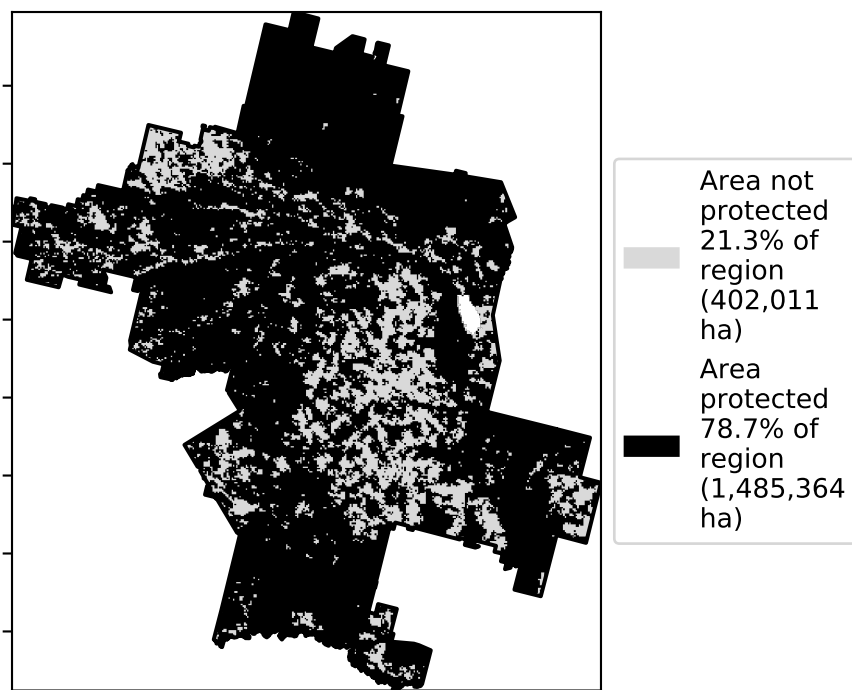 Area not
protected
21.3% of
region
(402,011
ha)
Area
protected
78.7% of
region
(1,485,364
ha)